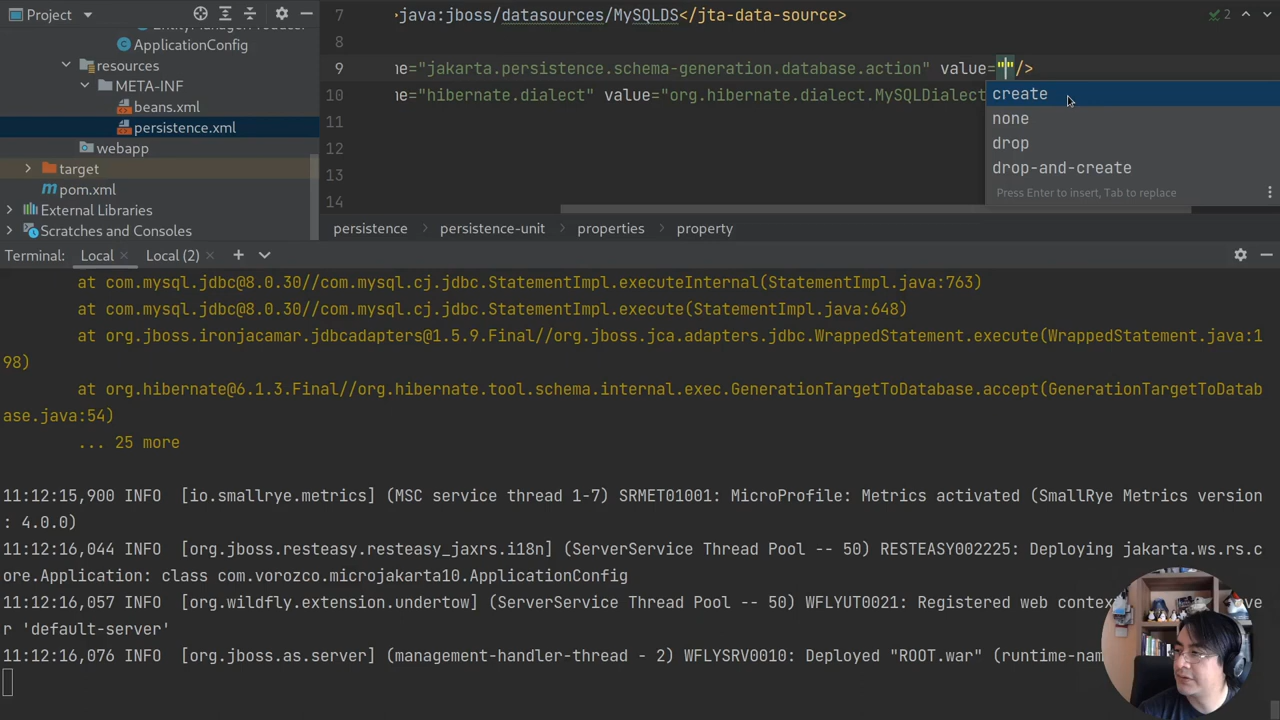 Project
ApplicationConfig
resources
META-INF
beans.xml
persistence.xml
webapp
target
pom.xml
External Libraries
Scratches and Consoles
7 java:jboss/datasources/MySQLDS</jta-data-source>
8
9 me="jakarta.persistence.schema-generation.database.action" value=""/>
10 me="hibernate.dialect" value="org.hibernate.dialect.MySQLDialect
11
12
13
14
2
create
none
drop
drop-and-create
Press Enter to insert, Tab to replace
persistence > persistence-unit > properties > property
Terminal: Local × Local (2) × +
at com.mysql.jdbc@8.0.30//com.mysql.cj.jdbc.StatementImpl.executeInternal(StatementImpl.java:763)
at com.mysql.jdbc@8.0.30//com.mysql.cj.jdbc.StatementImpl.execute(StatementImpl.java:648)
at org.jboss.ironjacamar.jdbcadapters@1.5.9.Final//org.jboss.jca.adapters.jdbc.WrappedStatement.execute(WrappedStatement.java:1
98)
at org.hibernate@6.1.3.Final//org.hibernate.tool.schema.internal.exec.GenerationTargetToDatabase.accept(GenerationTargetToDatab
ase.java:54)
... 25 more
11:12:15,900 INFO [io.smallrye.metrics] (MSC service thread 1-7) SRMET01001: MicroProfile: Metrics activated (SmallRye Metrics version
: 4.0.0)
11:12:16,044 INFO [org.jboss.resteasy.resteasy_jaxrs.i18n] (ServerService Thread Pool -- 50) RESTEASY002225: Deploying jakarta.ws.rs.c
ore.Application: class com.vorozco.microjakarta10.ApplicationConfig
11:12:16,057 INFO [org.wildfly.extension.undertow] (ServerService Thread Pool -- 50) WFLYUT0021: Registered web contex
r 'default-server'
11:12:16,076 INFO [org.jboss.as.server] (management-handler-thread - 2) WFLYSRV0010: Deployed "ROOT.war" (runtime-nam